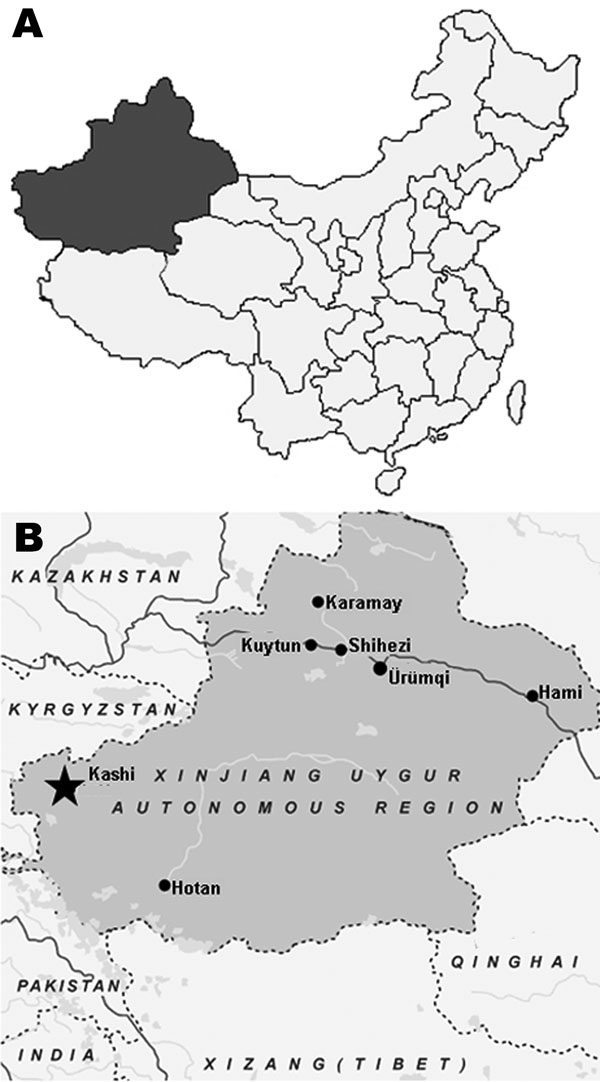 A
B
KAZAKHSTAN
Karamay
Kuytun
Shihezi
Ürümqi
Hami
KYRGYZSTAN
Kashi
XINJIANG UYGUR
AUTONOMOUS REGION
Hotan
QINGHAI
PAKISTAN
INDIA
XIZANG (TIBET)